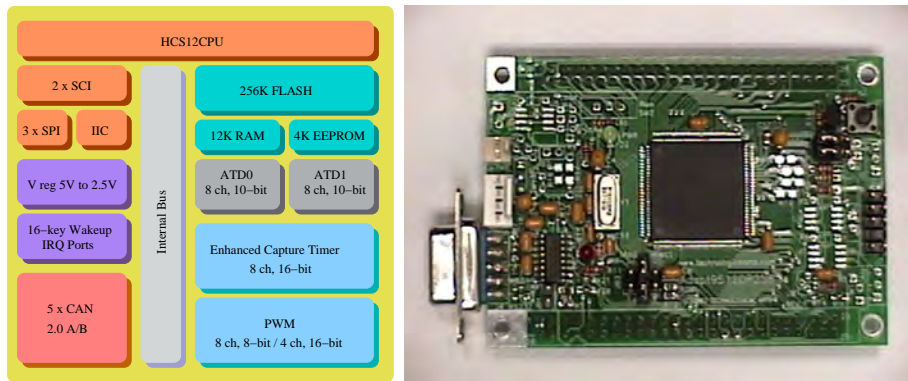 HCS12CPU
2 x SCI
3 x SPI
IIC
V reg 5V to 2.5V
16−key Wakeup
IRQ Ports
5 x CAN
2.0 A/B
Internal Bus
256K FLASH
12K RAM
4K EEPROM
ATD0
8 ch, 10−bit
ATD1
8 ch, 10−bit
Enhanced Capture Timer
8 ch, 16−bit
PWM
8 ch, 8−bit / 4 ch, 16−bit